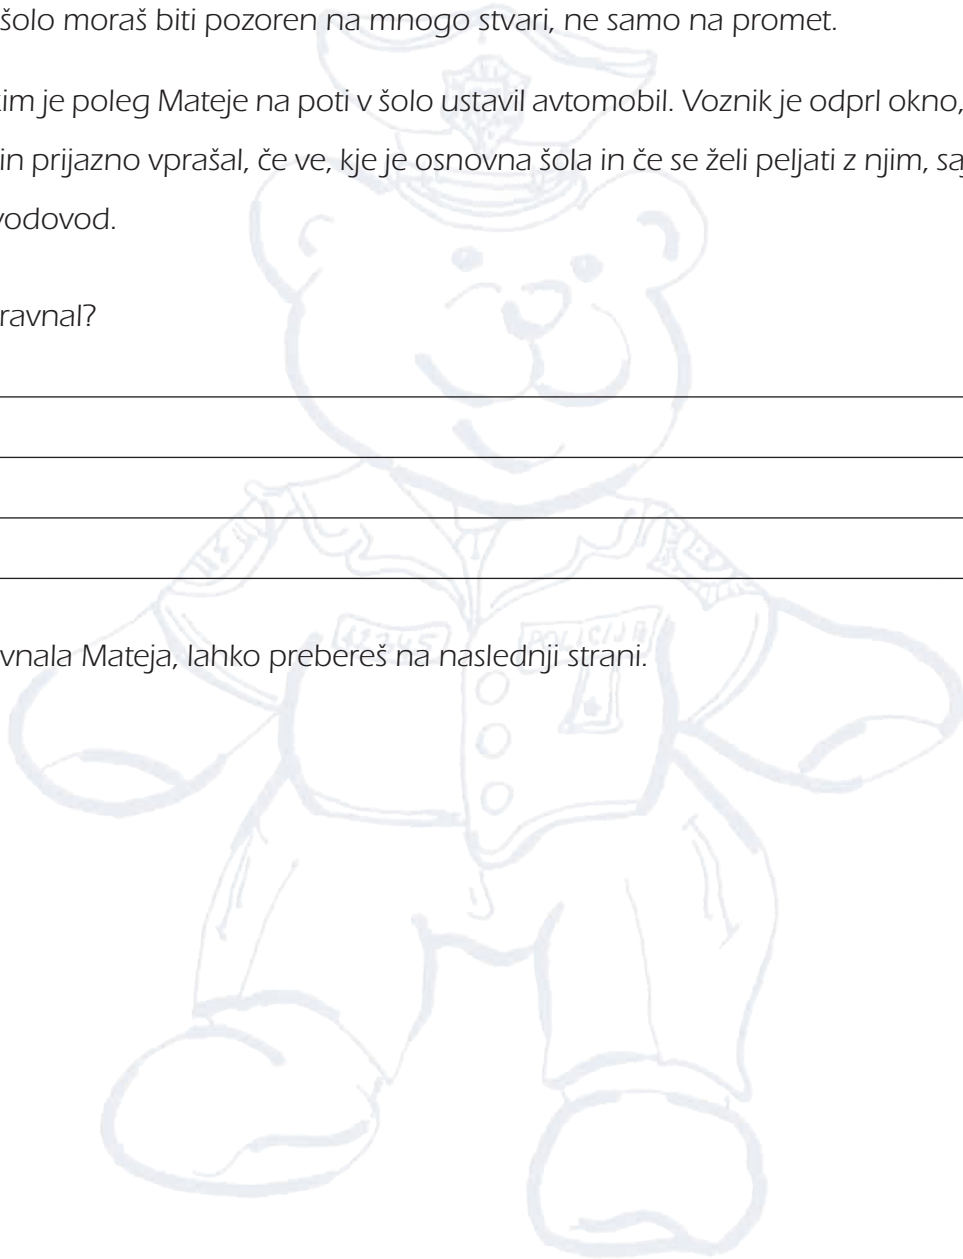 šolo moraš biti pozoren na mnogo stvari, ne samo na promet.
kim je poleg Mateje na poti v šolo ustavil avtomobil. Voznik je odprl okno,
in prijazno vprašal, če ve, kje je osnovna šola in če se želi peljati z njim, saj
vodovod.
ravnal?
POLICIJA
vnala Mateja, lahko prebereš na naslednji strani.